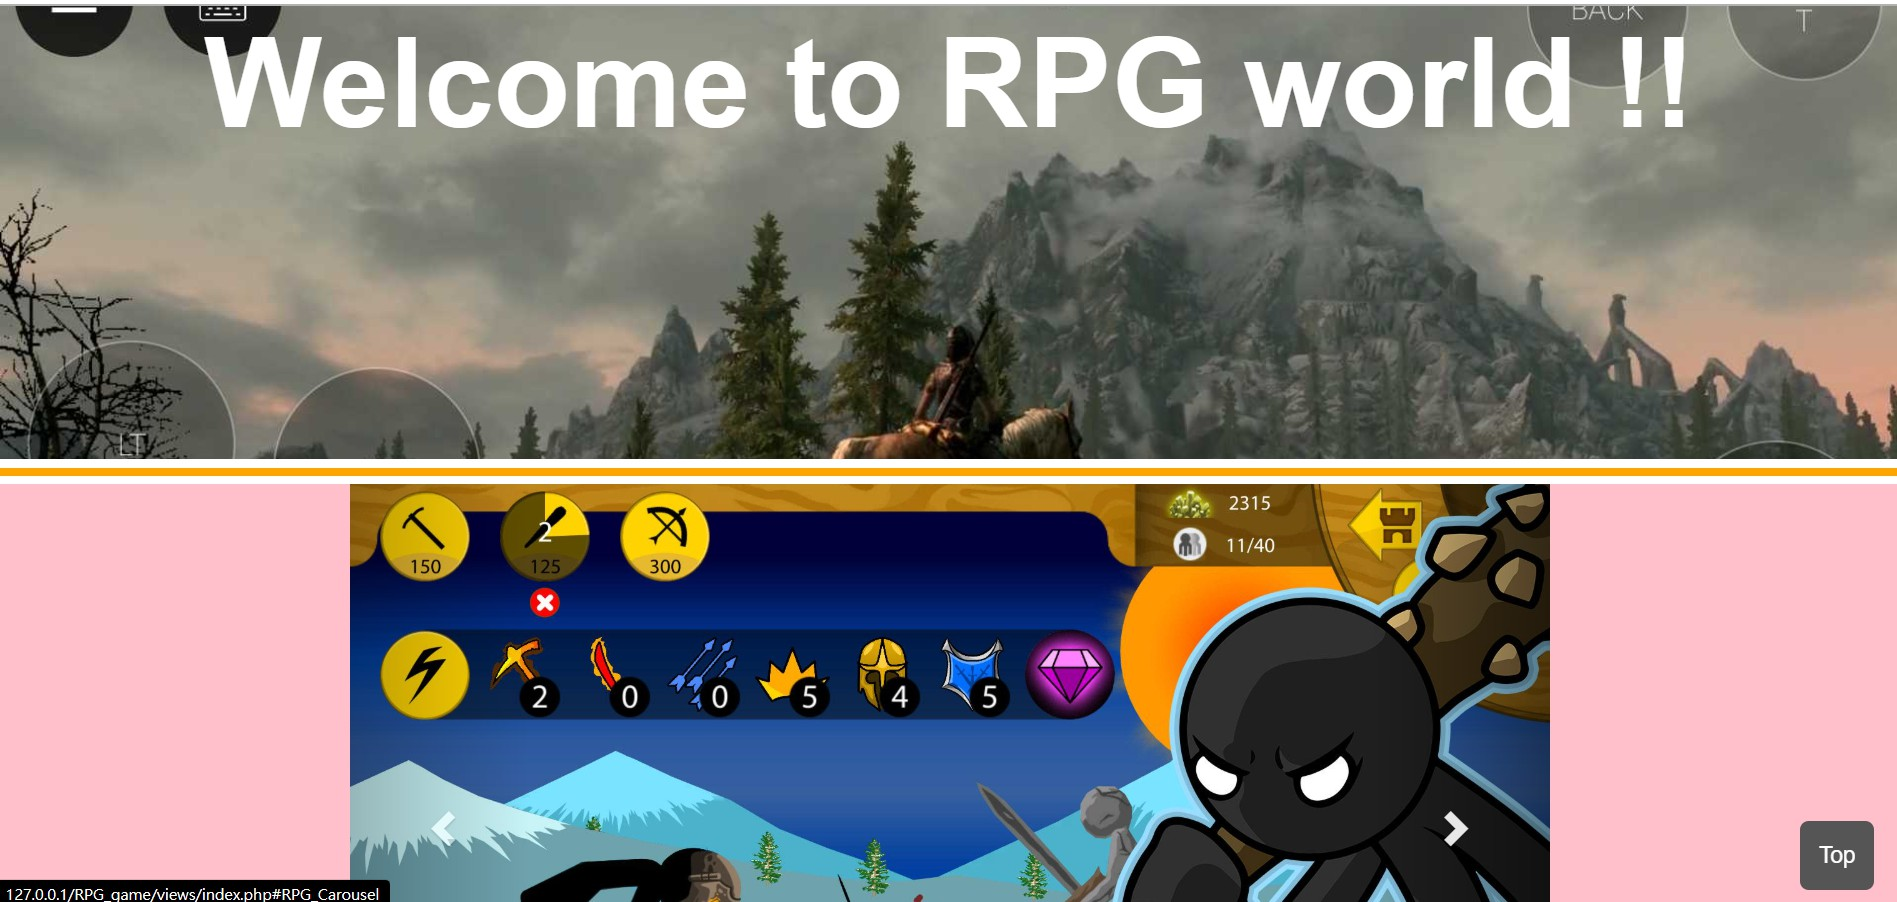 BACK
T
Welcome to RPG world !!
LT
2315
11/40
150
2
125
300
2
0
0
5
4
5
Top
127.0.0.1/RPG_game/views/index.php#RPG_Carousel